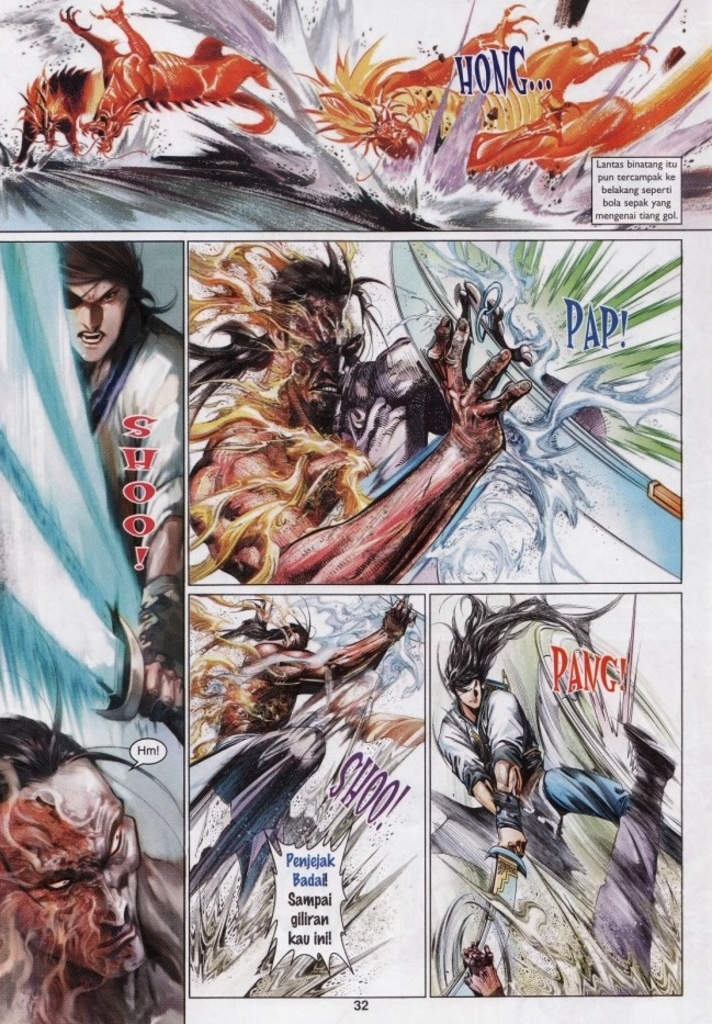 HONG...
Lantas binatang itu
pun tercampak ke
belakang seperti
bola sepak yang
mengenai tiang gol.
SHOO!
Hm!
PAP!
SHOO!
Penjejak
Badai!
Sampai
giliran
kau ini!
PANG!
32